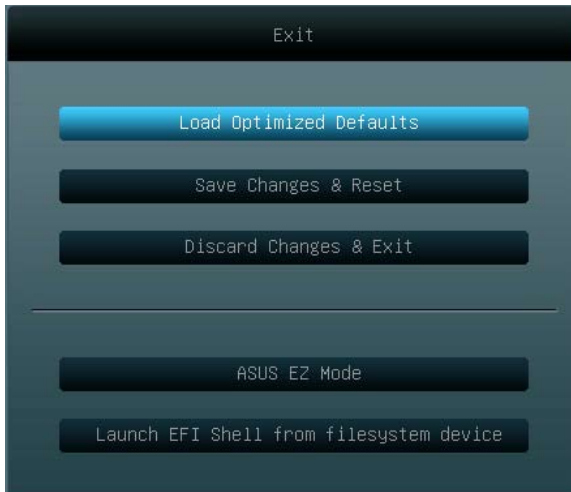 Exit
Load Optimized Defaults
Save Changes & Reset
Discard Changes & Exit
ASUS EZ Mode
Launch EFI Shell from filesystem device